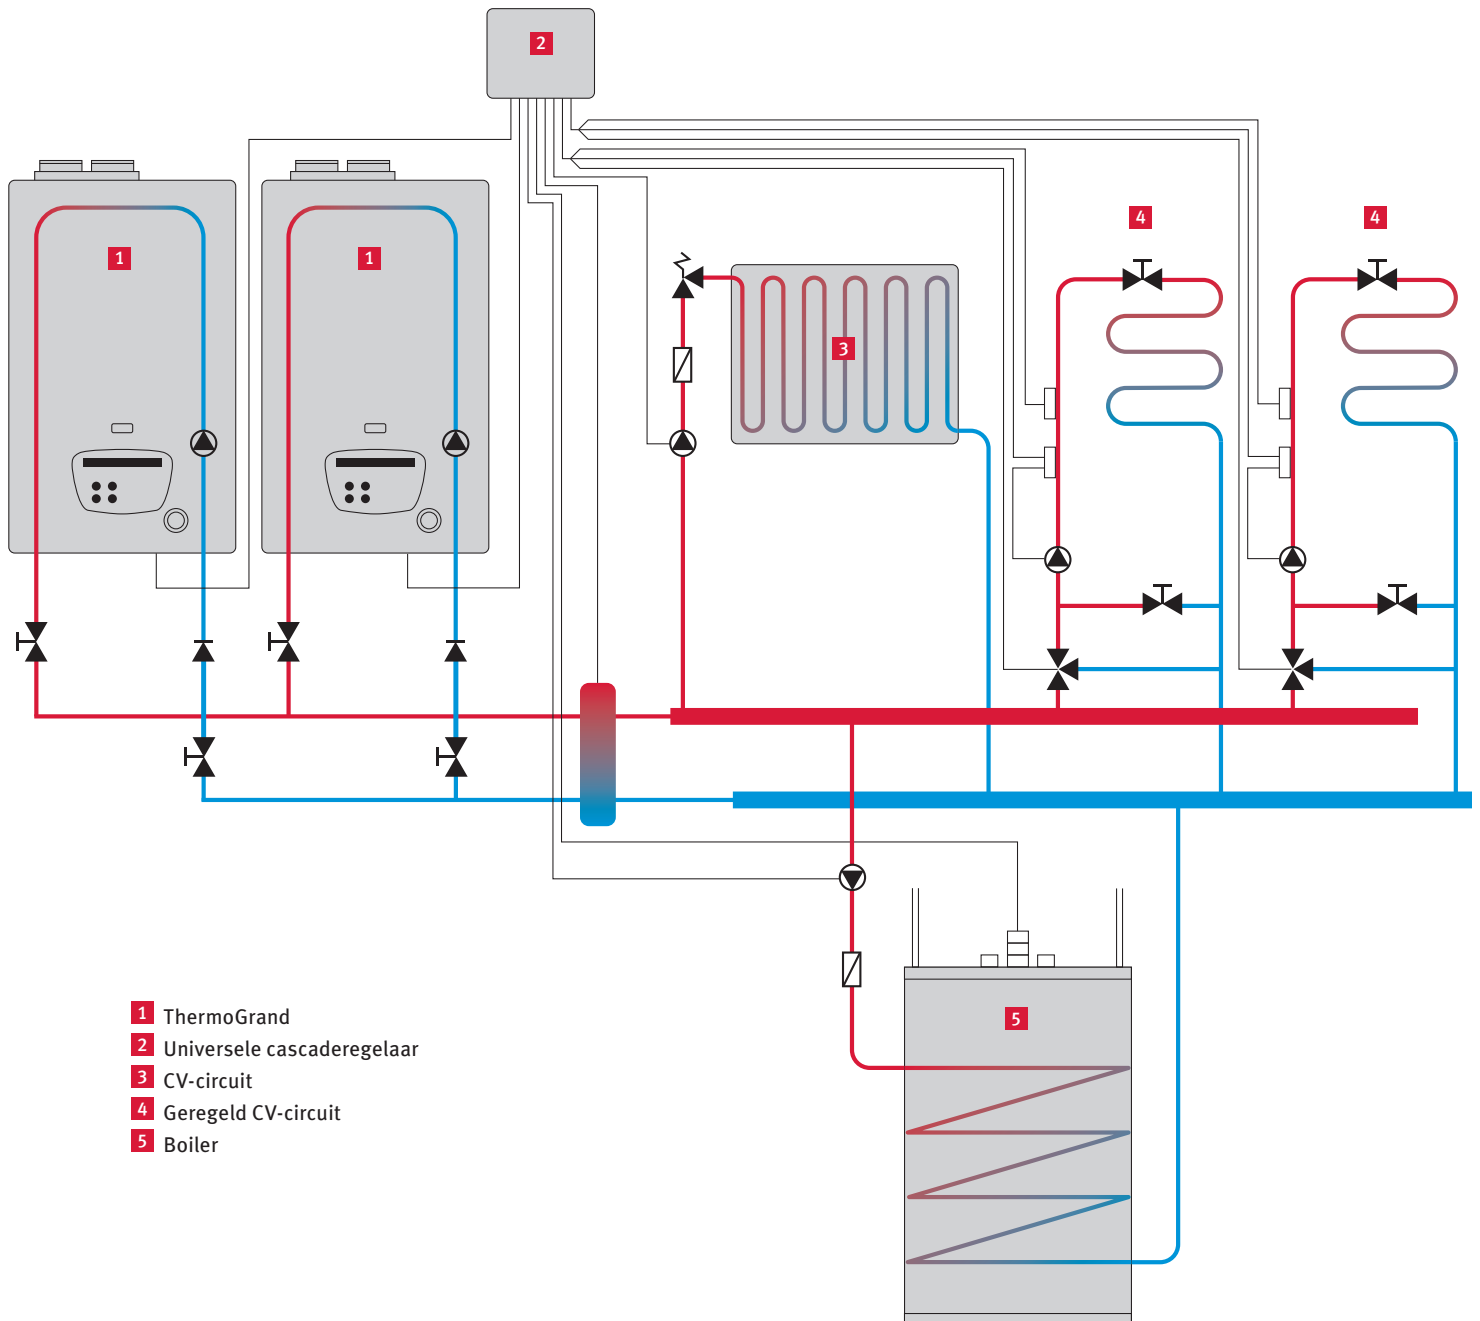 2
1
1
4
4
3
5
1 ThermoGrand
2 Universele cascaderegelaar
3 CV-circuit
4 Geregeld CV-circuit
5 Boiler